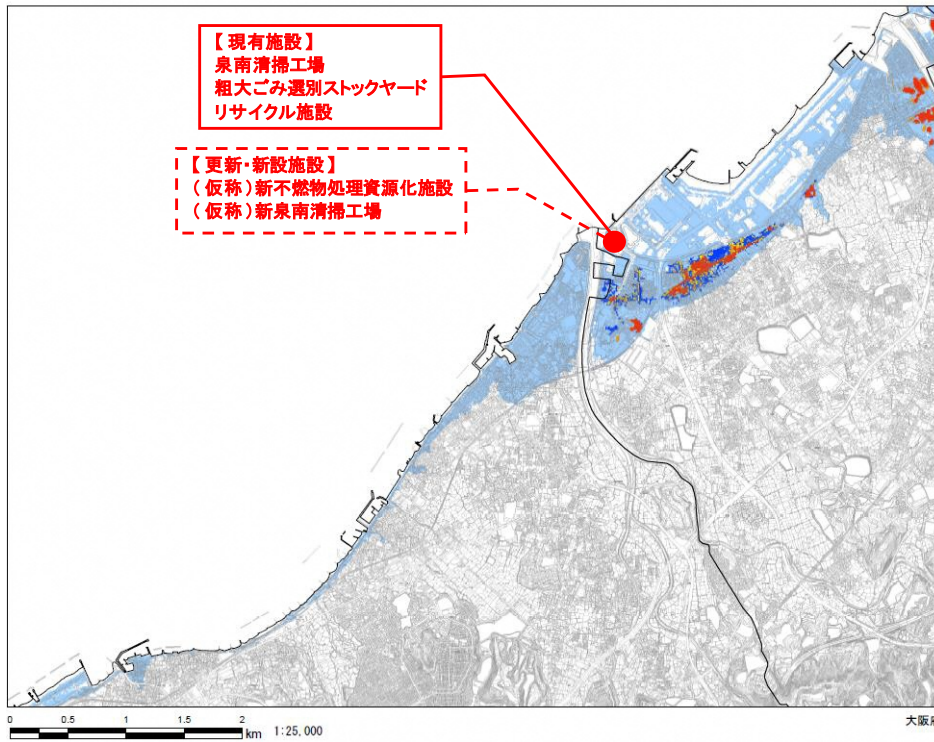 【現有施設】
泉南清掃工場
粗大ごみ選別ストックヤード
リサイクル施設
【更新・新設施設】
(仮称)新不燃物処理資源化施設
(仮称)新泉南清掃工場
0 0.5 1 1.5 2
km 1:25,000
大阪府